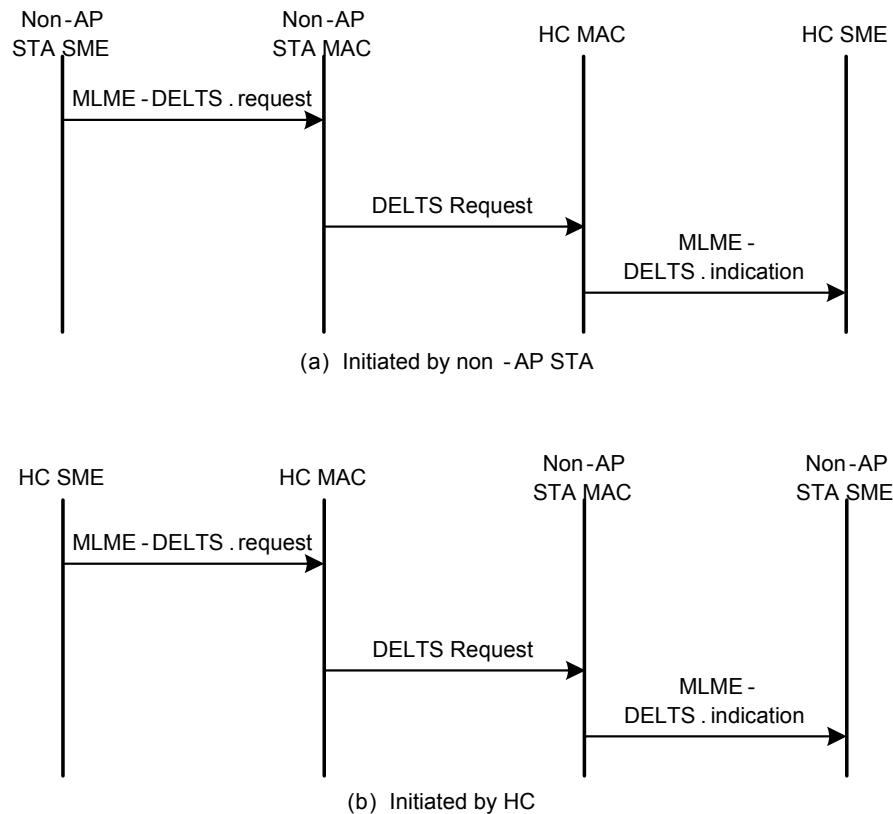 Non-AP
STA SME
Non-AP
STA MAC
HC MAC
HC SME
MLME-DELTS.request
DELTS Request
MLME-
DELTS.indication
(a) Initiated by non-AP STA
HC SME
HC MAC
Non-AP
STA MAC
Non-AP
STA SME
MLME-DELTS.request
DELTS Request
MLME-
DELTS.indication
(b) Initiated by HC